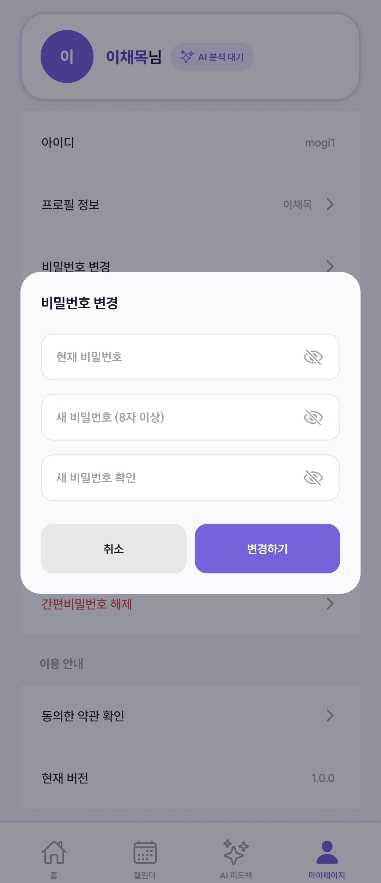 이
이채목님
AI 분석 대기
아이디
mogi1
프로필 정보
이채목
비밀번호 변경
비밀번호 변경
현재 비밀번호
새 비밀번호 (8자 이상)
새 비밀번호 확인
취소
변경하기
간편비밀번호 해제
이용 안내
동의한 약관 확인
현재 버전
1.0.0
홈
캘린더
AI 피드백
마이페이지